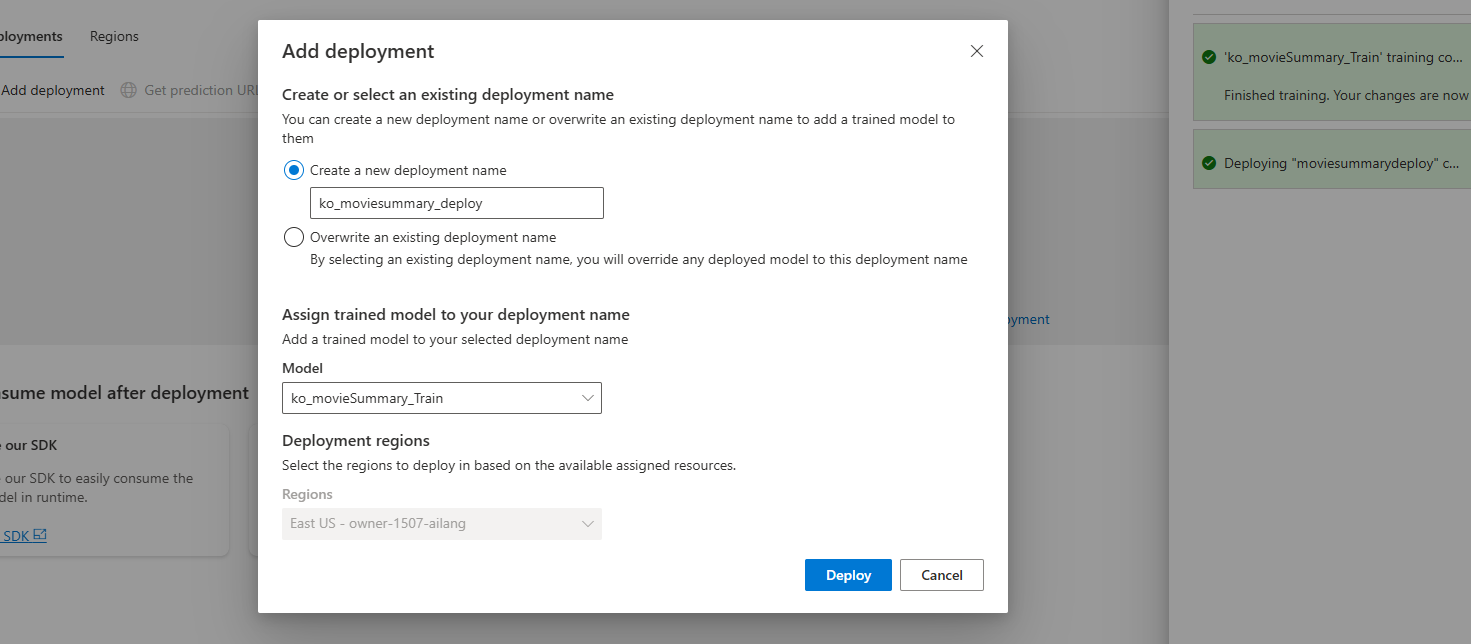 ployments
Regions
Add deployment
Get prediction URL
sume model after deployment
e our SDK
our SDK to easily consume the
del in runtime.
SDK
Add deployment
Create or select an existing deployment name
You can create a new deployment name or overwrite an existing deployment name to add a trained model to
them
Create a new deployment name
ko_moviesummary_deploy
Overwrite an existing deployment name
By selecting an existing deployment name, you will override any deployed model to this deployment name
Assign trained model to your deployment name
Add a trained model to your selected deployment name
Model
ko_movieSummary_Train
Deployment regions
Select the regions to deploy in based on the available assigned resources.
Regions
East US - owner-1507-ailang
Deploy
Cancel
oyment
'ko_movieSummary_Train' training co...
Finished training. Your changes are now
Deploying "moviesummarydeploy" c...